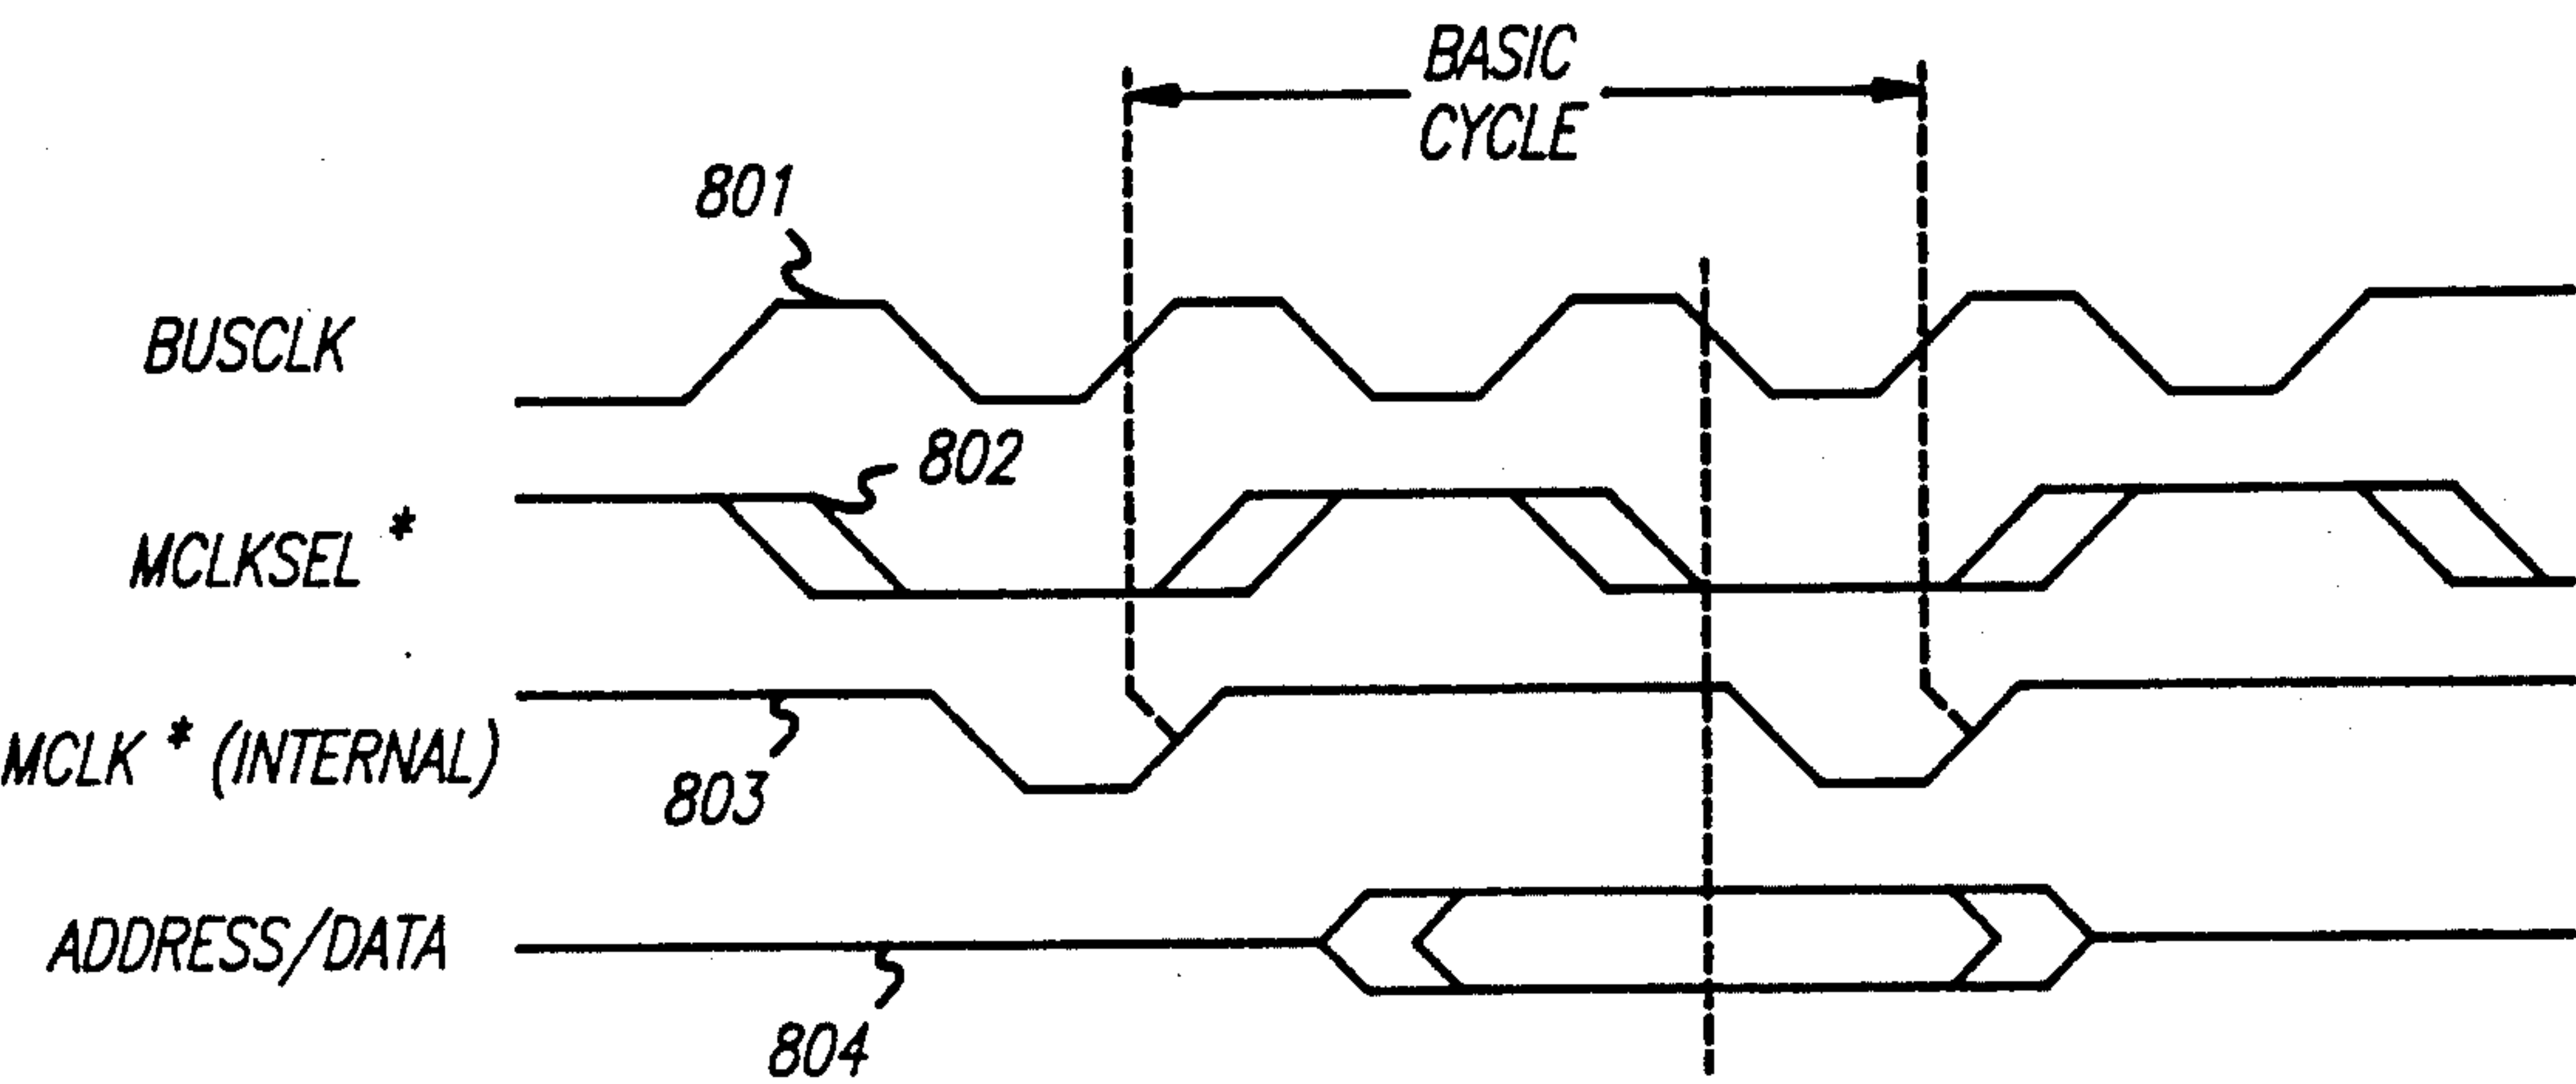 BASIC
CYCLE
801
BUSCLK
802
MCLKSEL *
MCLK * (INTERNAL)
803
ADDRESS/DATA
804